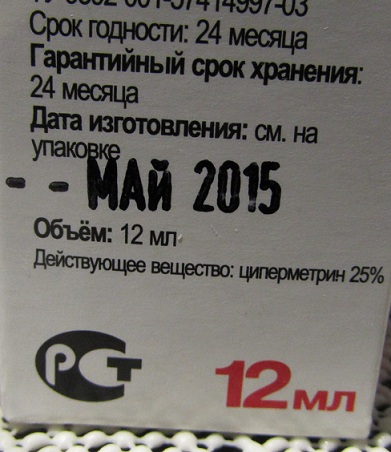 Срок годности: 24 месяца
Гарантийный срок хранения:
24 месяца
Дата изготовления: см. на
упаковке
- - МАЙ 2015
Объём: 12 мл
Действующее вещество: циперметрин 25%
РСТ
12мл